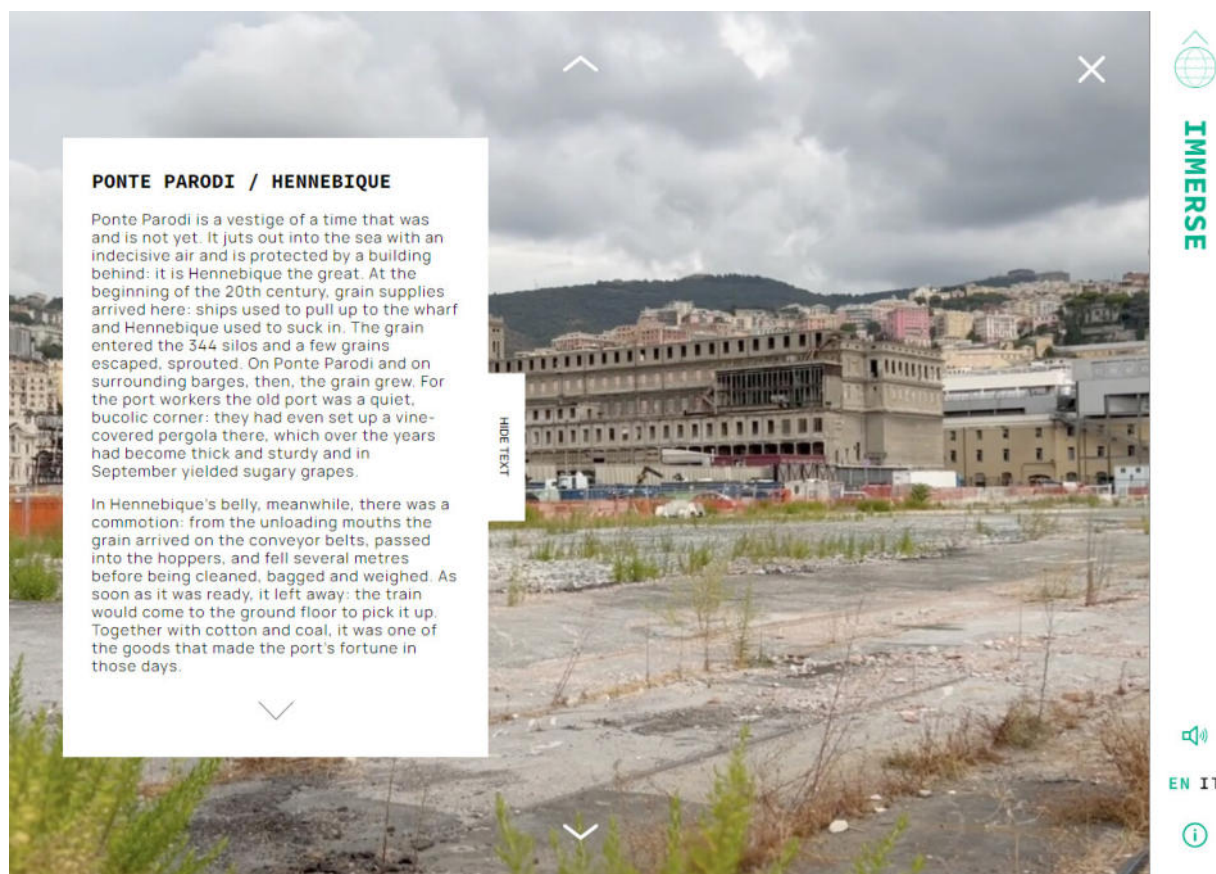 PONTE PARODI / HENNEBIQUE
Ponte Parodi is a vestige of a time that was
and is not yet. It juts out into the sea with an
indecisive air and is protected by a building
behind: it is Hennebique the great. At the
beginning of the 20th century, grain supplies
arrived here: ships used to pull up to the wharf
and Hennebique used to suck in. The grain
entered the 344 silos and a few grains
escaped, sprouted. On Ponte Parodi and on
surrounding barges, then, the grain grew. For
the port workers the old port was a quiet,
bucolic corner: they had even set up a vine-
covered pergola there, which over the years
had become thick and sturdy and in
September yielded sugary grapes.
In Hennebique's belly, meanwhile, there was a
commotion: from the unloading mouths the
grain arrived on the conveyor belts, passed
into the hoppers, and fell several metres
before being cleaned, bagged and weighed. As
soon as it was ready, it left away: the train
would come to the ground floor to pick it up.
Together with cotton and coal, it was one of
the goods that made the port's fortune in
those days.
HIDE TEXT
IMMERSE
EN IT